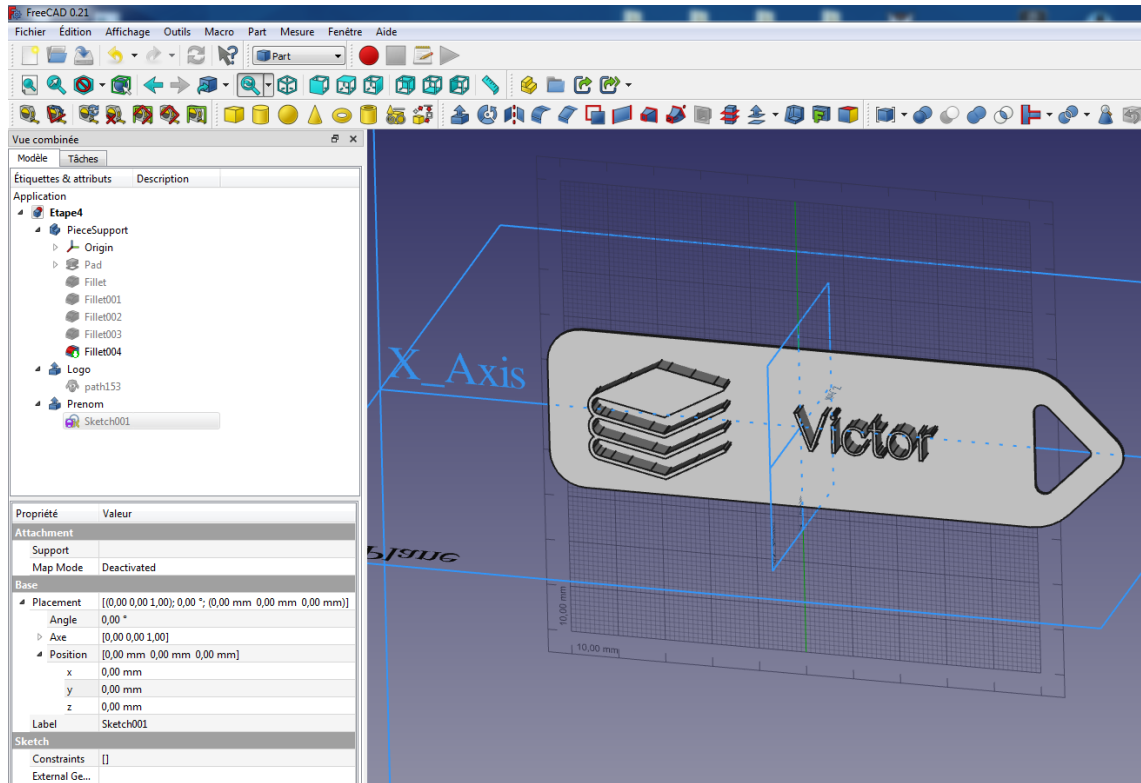 FreeCAD 0.21
Fichier Édition Affichage Outils Macro Part Mesure Fenêtre Aide
Part
Vue combinée
Modèle Tâches
Étiquettes & attributs Description
Application
Etape4
PieceSupport
Origin
Pad
Fillet
Fillet001
Fillet002
Fillet003
Fillet004
Logo
path153
Prenom
Sketch001
Propriété Valeur
Attachment
Support
Map Mode Deactivated
Base
Placement [(0,00 0,00 1,00); 0,00 °; (0,00 mm 0,00 mm 0,00 mm)]
Angle 0,00 °
Axe [0,00 0,00 1,00]
Position [0,00 mm 0,00 mm 0,00 mm]
x 0,00 mm
y 0,00 mm
z 0,00 mm
Label Sketch001
Sketch
Constraints []
External Ge...
X_Axis
Victor
Plane
10,00 mm
10,00 mm